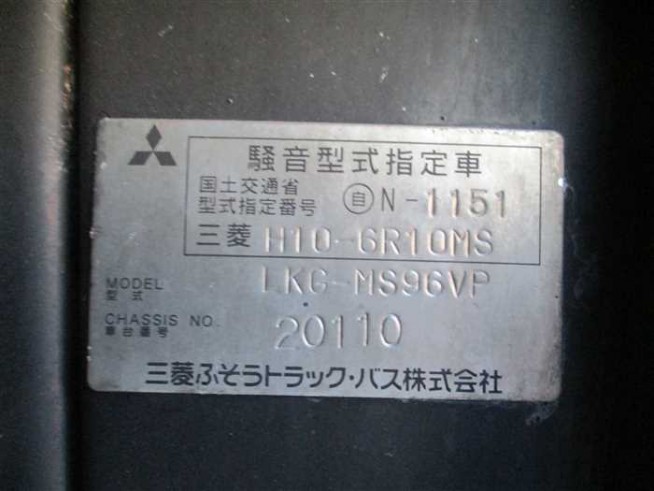 騒音型式指定車
国土交通省
型式指定番号 自 N-1151
三菱 H10-6R10MS
MODEL
型式 LKG-MS96VP
CHASSIS NO.
車台番号 20110
三菱ふそうトラック・バス株式会社